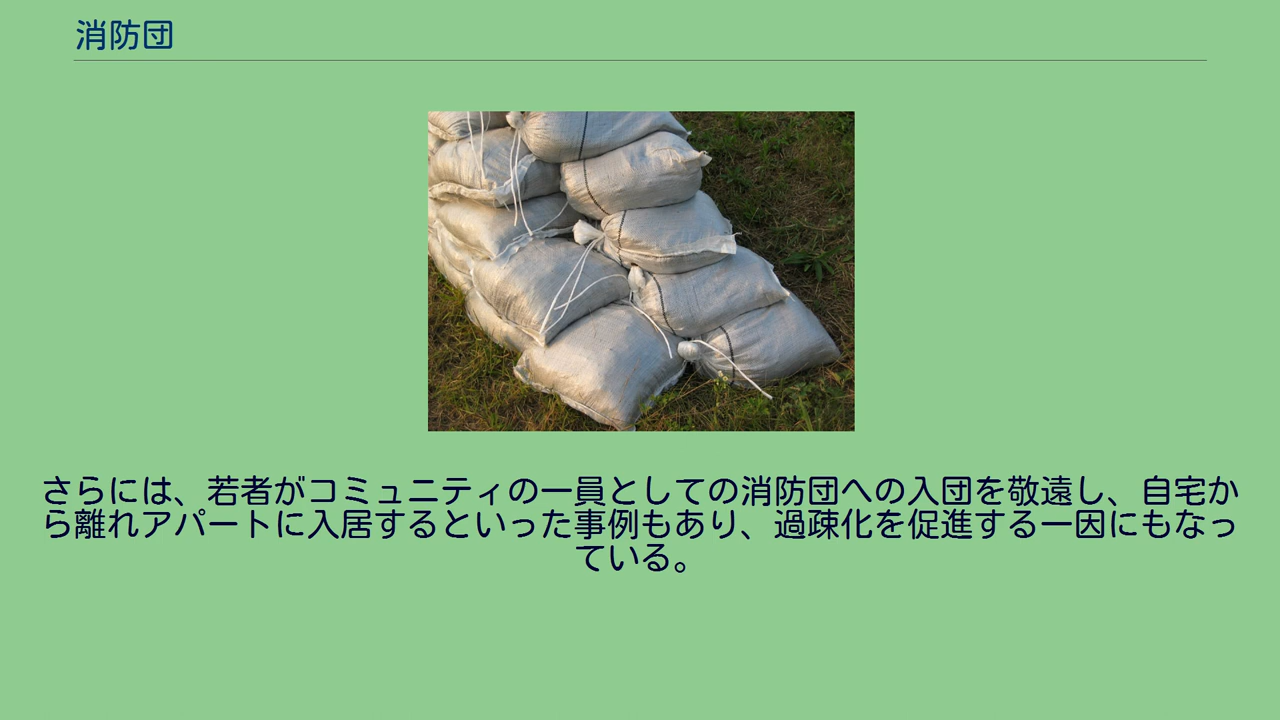 消防団
さらには、若者がコミュニティの一員としての消防団への入団を敬遠し、自宅か
ら離れアパートに入居するといった事例もあり、過疎化を促進する一因にもなっ
ている。